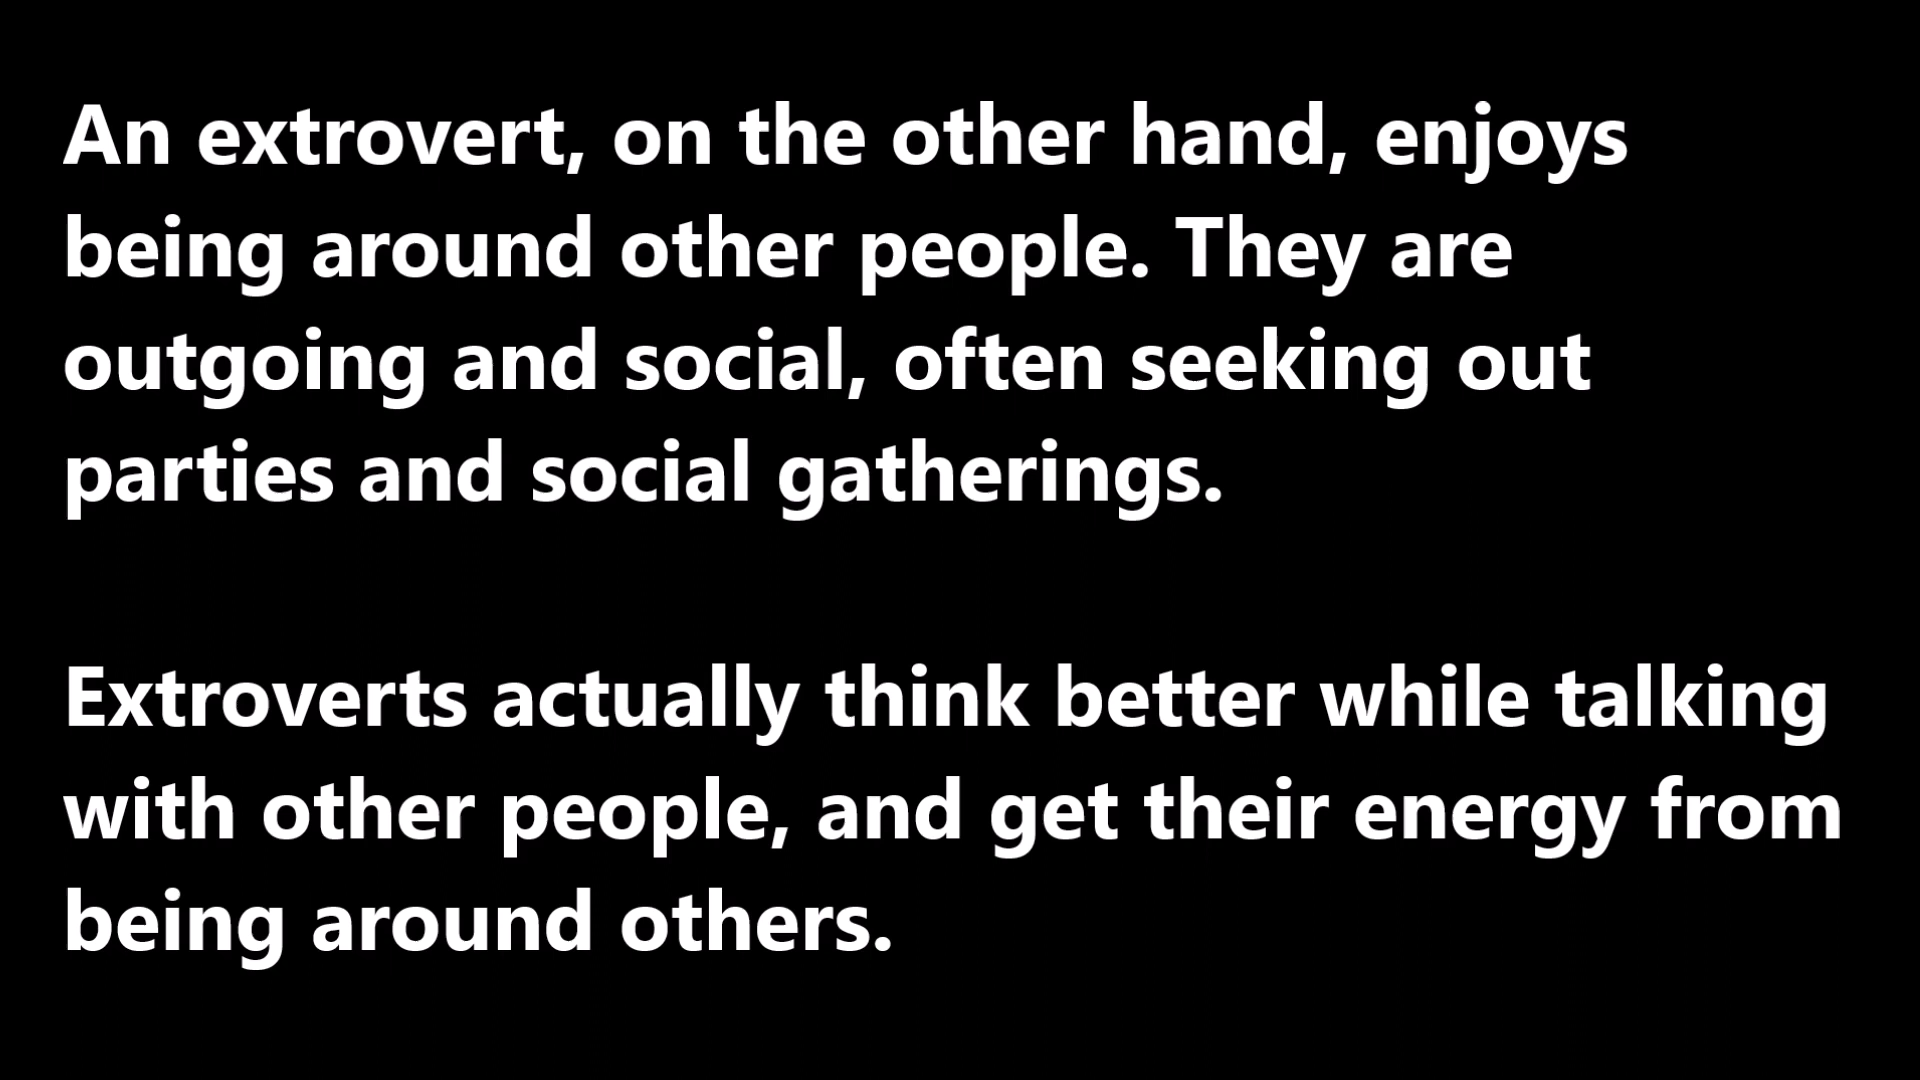 An extrovert, on the other hand, enjoys
being around other people. They are
outgoing and social, often seeking out
parties and social gatherings.
Extroverts actually think better while talking
with other people, and get their energy from
being around others.